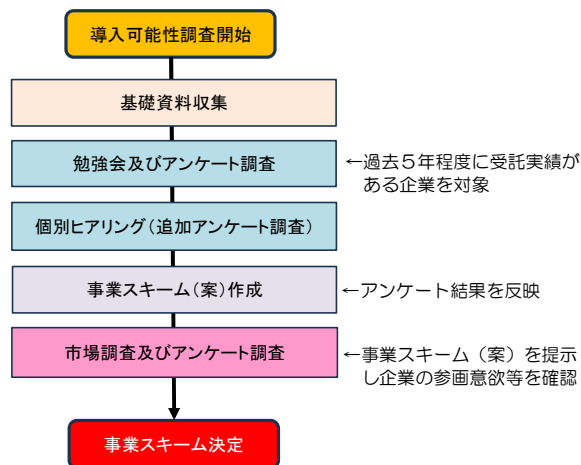 導入可能性調査開始
基礎資料収集
勉強会及びアンケート調査
←過去５年程度に受託実績が
ある企業を対象
個別ヒアリング（追加アンケート調査）
事業スキーム（案）作成
←アンケート結果を反映
市場調査及びアンケート調査
←事業スキーム（案）を提示
し企業の参画意欲等を確認
事業スキーム決定